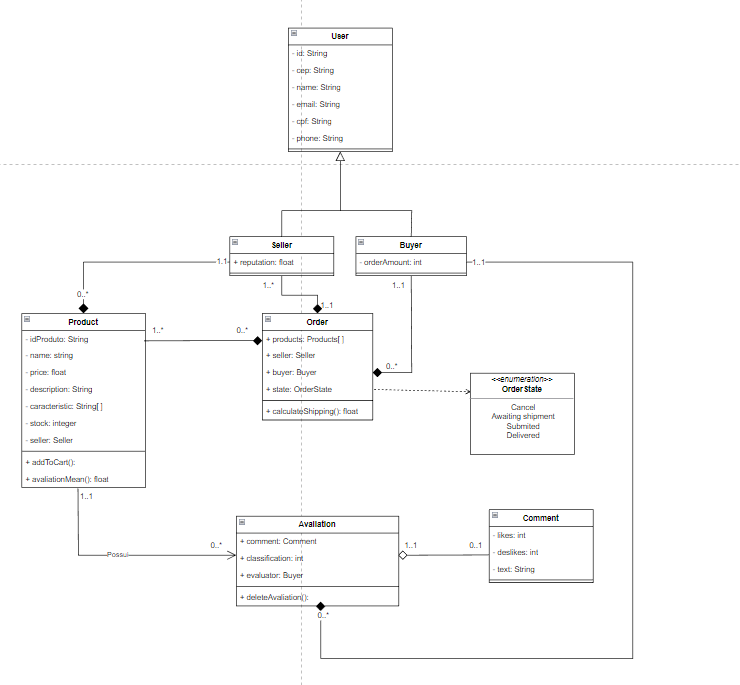 User
- id: String
- cep: String
- name: String
- email: String
- cpf: String
- phone: String
Seller
+ reputation: float
Buyer
- orderAmount: int
1..1
1..1
0..*
1..*
1..1
1..1
0..*
Product
- idProduto: String
- name: string
- price: float
- description: String
- caracteristic: String[ ]
- stock: integer
- seller: Seller
+ addToCart():
+ avaliationMean(): float
1..*
0..*
Order
+ products: Products[ ]
+ seller: Seller
+ buyer: Buyer
+ state: OrderState
+ calculateShipping(): float
<<enumeration>>
OrderState
Cancel
Awaiting shipment
Submited
Delivered
1..1
Possui
0..*
Avaliation
+ comment: Comment
+ classification: int
+ evaluator: Buyer
+ deleteAvaliation():
0..*
1..1
0..1
Comment
- likes: int
- deslikes: int
- text: String